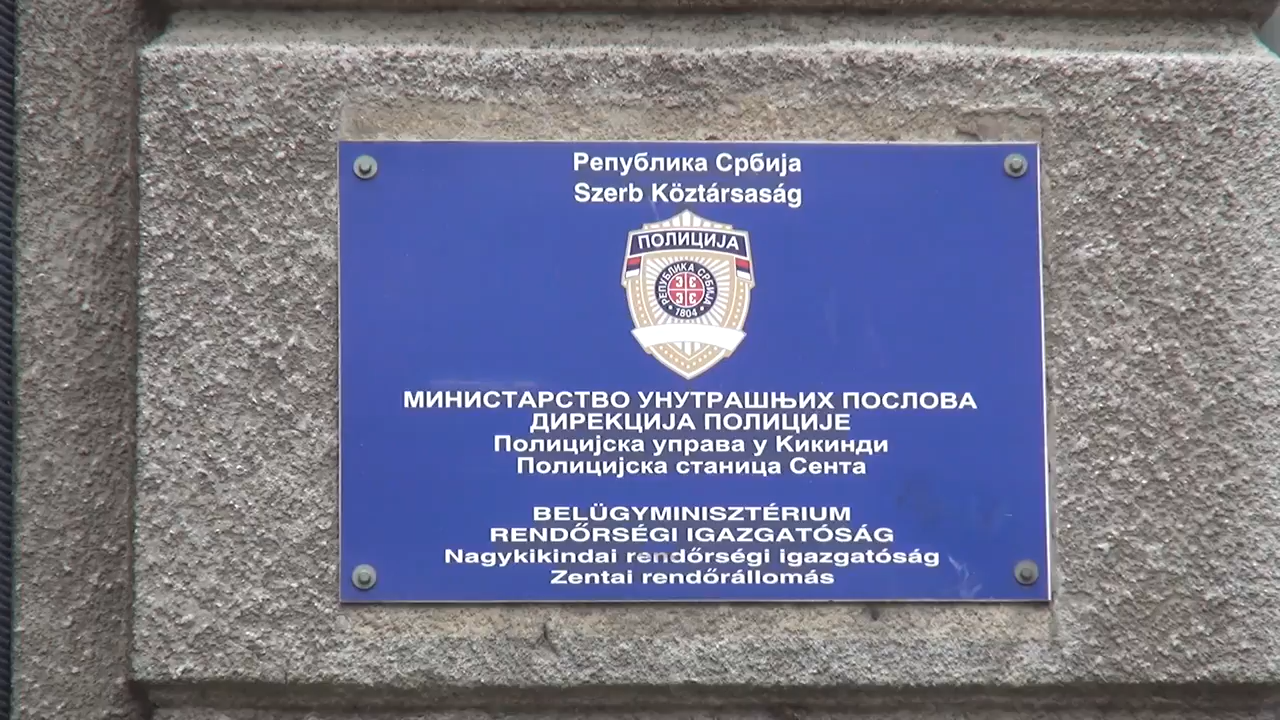 Република Србија
Szerb Köztársaság
ПОЛИЦИЈА
РЕПУБЛИКА СРБИЈА
1804
МИНИСТАРСТВО УНУТРАШЊИХ ПОСЛОВА
ДИРЕКЦИЈА ПОЛИЦИЈЕ
Полицијска управа у Кикинди
Полицијска станица Сента
BELÜGYMINISZTÉRIUM
RENDŐRSÉGI IGAZGATÓSÁG
Nagykikindai rendőrségi igazgatóság
Zentai rendőrállomás